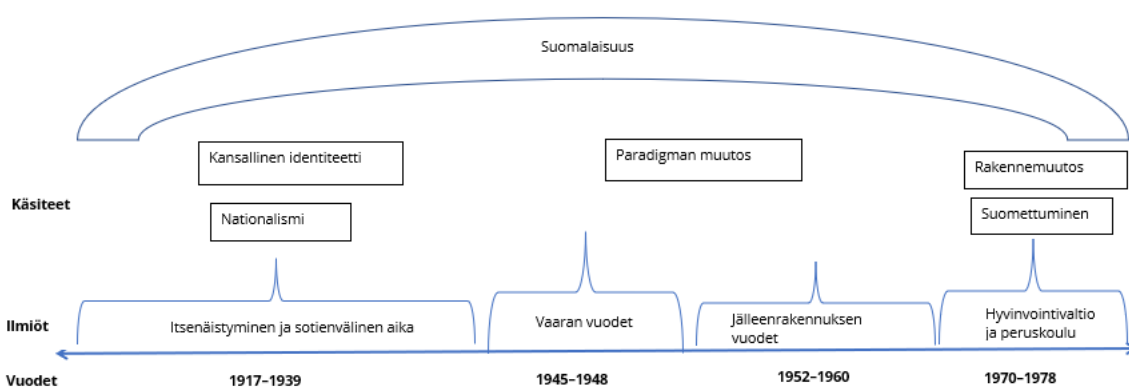 Suomalaisuus
Kansallinen identiteetti
Paradigman muutos
Rakennemuutos
Käsiteet
Nationalismi
Suomettuminen
Ilmiöt
Itsenäistyminen ja sotienvälinen aika
Vaaran vuodet
Jälleenrakennuksen
vuodet
Hyvinvointivaltio
ja peruskoulu
Vuodet
1917–1939
1945–1948
1952–1960
1970–1978